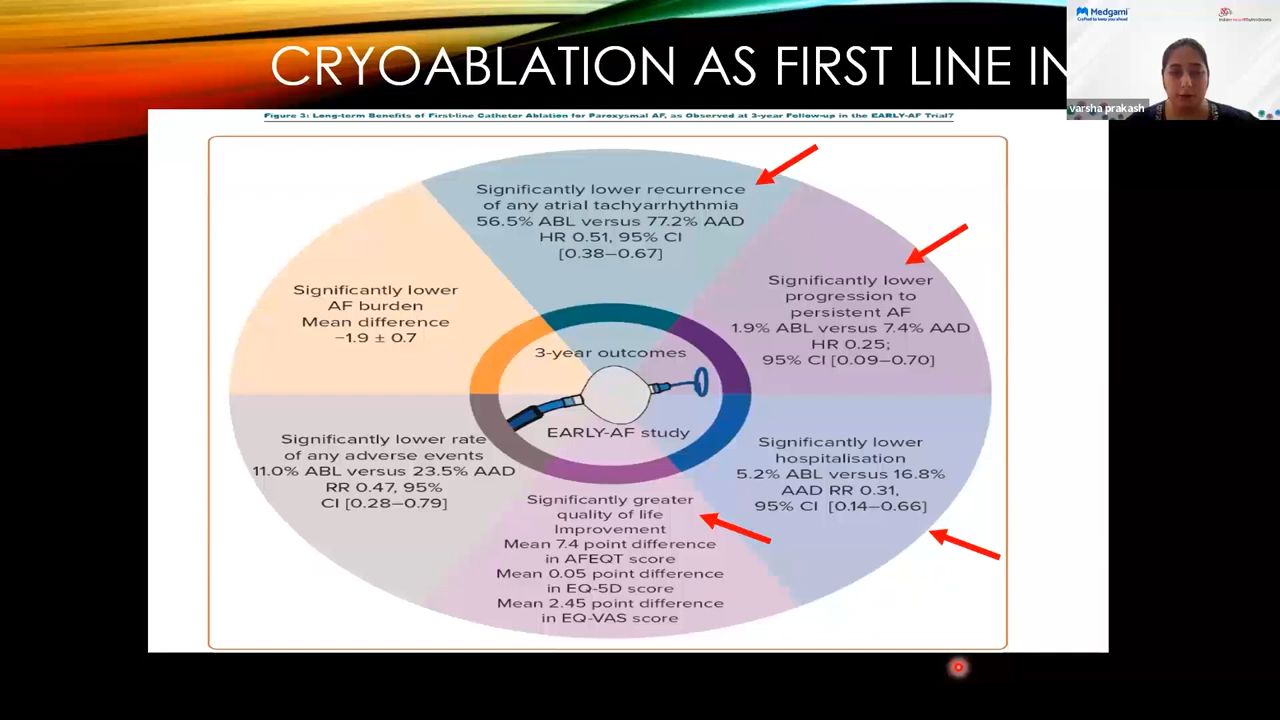 CRYOABLATION AS FIRST LINE IN
Medgami
Crafted to keep you ahead
varsha prakash
Figure 3: Long-term Benefits of First-line Catheter Ablation for Paroxysmal AF, as Observed at 3-year Follow-up in the EARLY-AF Trial7
Significantly lower recurrence
of any atrial tachyarrhythmia
56.5% ABL versus 77.2% AAD
HR 0.51, 95% CI
[0.38–0.67]
Significantly lower
progression to
persistent AF
1.9% ABL versus 7.4% AAD
HR 0.25;
95% CI [0.09–0.70]
Significantly lower
AF burden
Mean difference
−1.9 ± 0.7
3-year outcomes
EARLY-AF study
Significantly lower rate
of any adverse events
11.0% ABL versus 23.5% AAD
RR 0.47, 95%
CI [0.28–0.79]
Significantly lower
hospitalisation
5.2% ABL versus 16.8%
AAD RR 0.31,
95% CI [0.14–0.66]
Significantly greater
quality of life
Improvement
Mean 7.4 point difference
in AFEQT score
Mean 0.05 point difference
in EQ-5D score
Mean 2.45 point difference
in EQ-VAS score